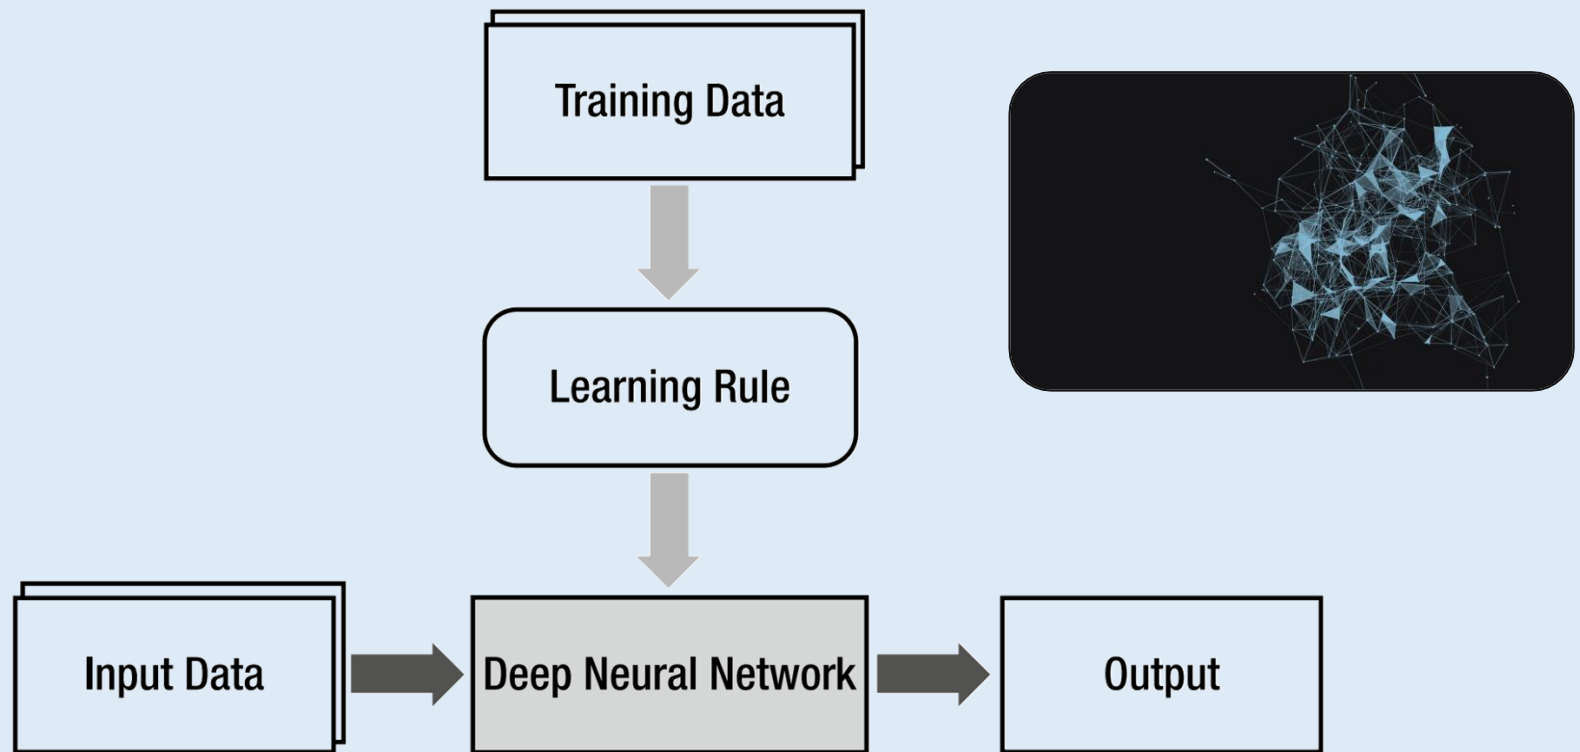 Training Data
Learning Rule
Input Data
Deep Neural Network
Output